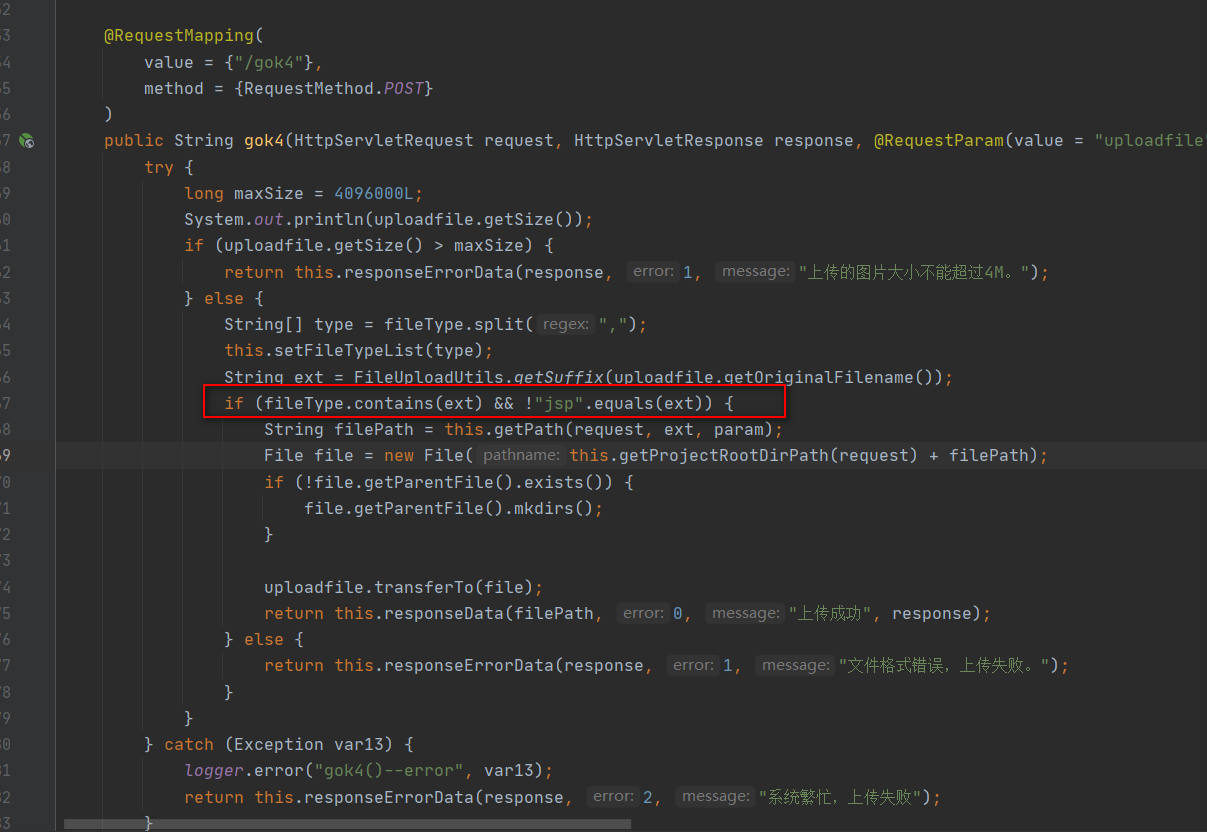 @RequestMapping(
value = {"/gok4"},
method = {RequestMethod.POST}
)
public String gok4(HttpServletRequest request, HttpServletResponse response, @RequestParam(value = "uploadfile"
try {
long maxSize = 4096000L;
System.out.println(uploadfile.getSize());
if (uploadfile.getSize() > maxSize) {
return this.responseErrorData(response, error: 1, message: "上传的图片大小不能超过4M。");
} else {
String[] type = fileType.split( regex: ",");
this.setFileTypeList(type);
String ext = FileUploadUtils.getSuffix(uploadfile.getOriginalFilename());
if (fileType.contains(ext) && !"jsp".equals(ext)) {
String filePath = this.getPath(request, ext, param);
File file = new File( pathname: this.getProjectRootDirPath(request) + filePath);
if (!file.getParentFile().exists()) {
file.getParentFile().mkdirs();
}
uploadfile.transferTo(file);
return this.responseData(filePath, error: 0, message: "上传成功", response);
} else {
return this.responseErrorData(response, error: 1, message: "文件格式错误，上传失败。");
}
}
} catch (Exception var13) {
logger.error("gok4()--error", var13);
return this.responseErrorData(response, error: 2, message: "系统繁忙，上传失败");
}